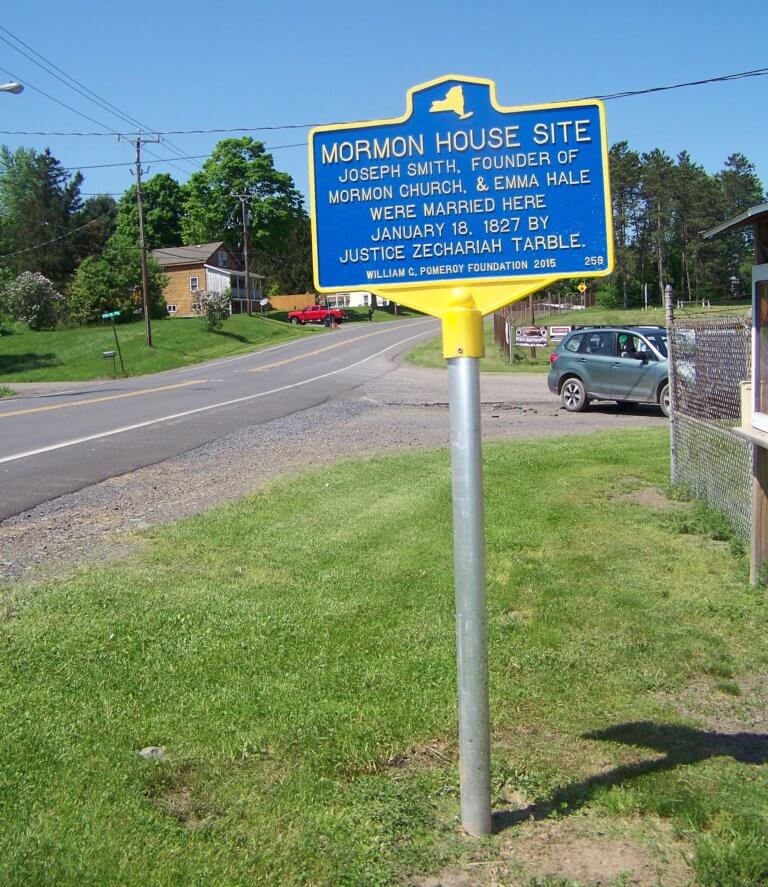 MORMON HOUSE SITE
JOSEPH SMITH, FOUNDER OF
MORMON CHURCH, & EMMA HALE
WERE MARRIED HERE
JANUARY 18, 1827 BY
JUSTICE ZECHARIAH TARBLE.
WILLIAM G. POMEROY FOUNDATION 2015
259